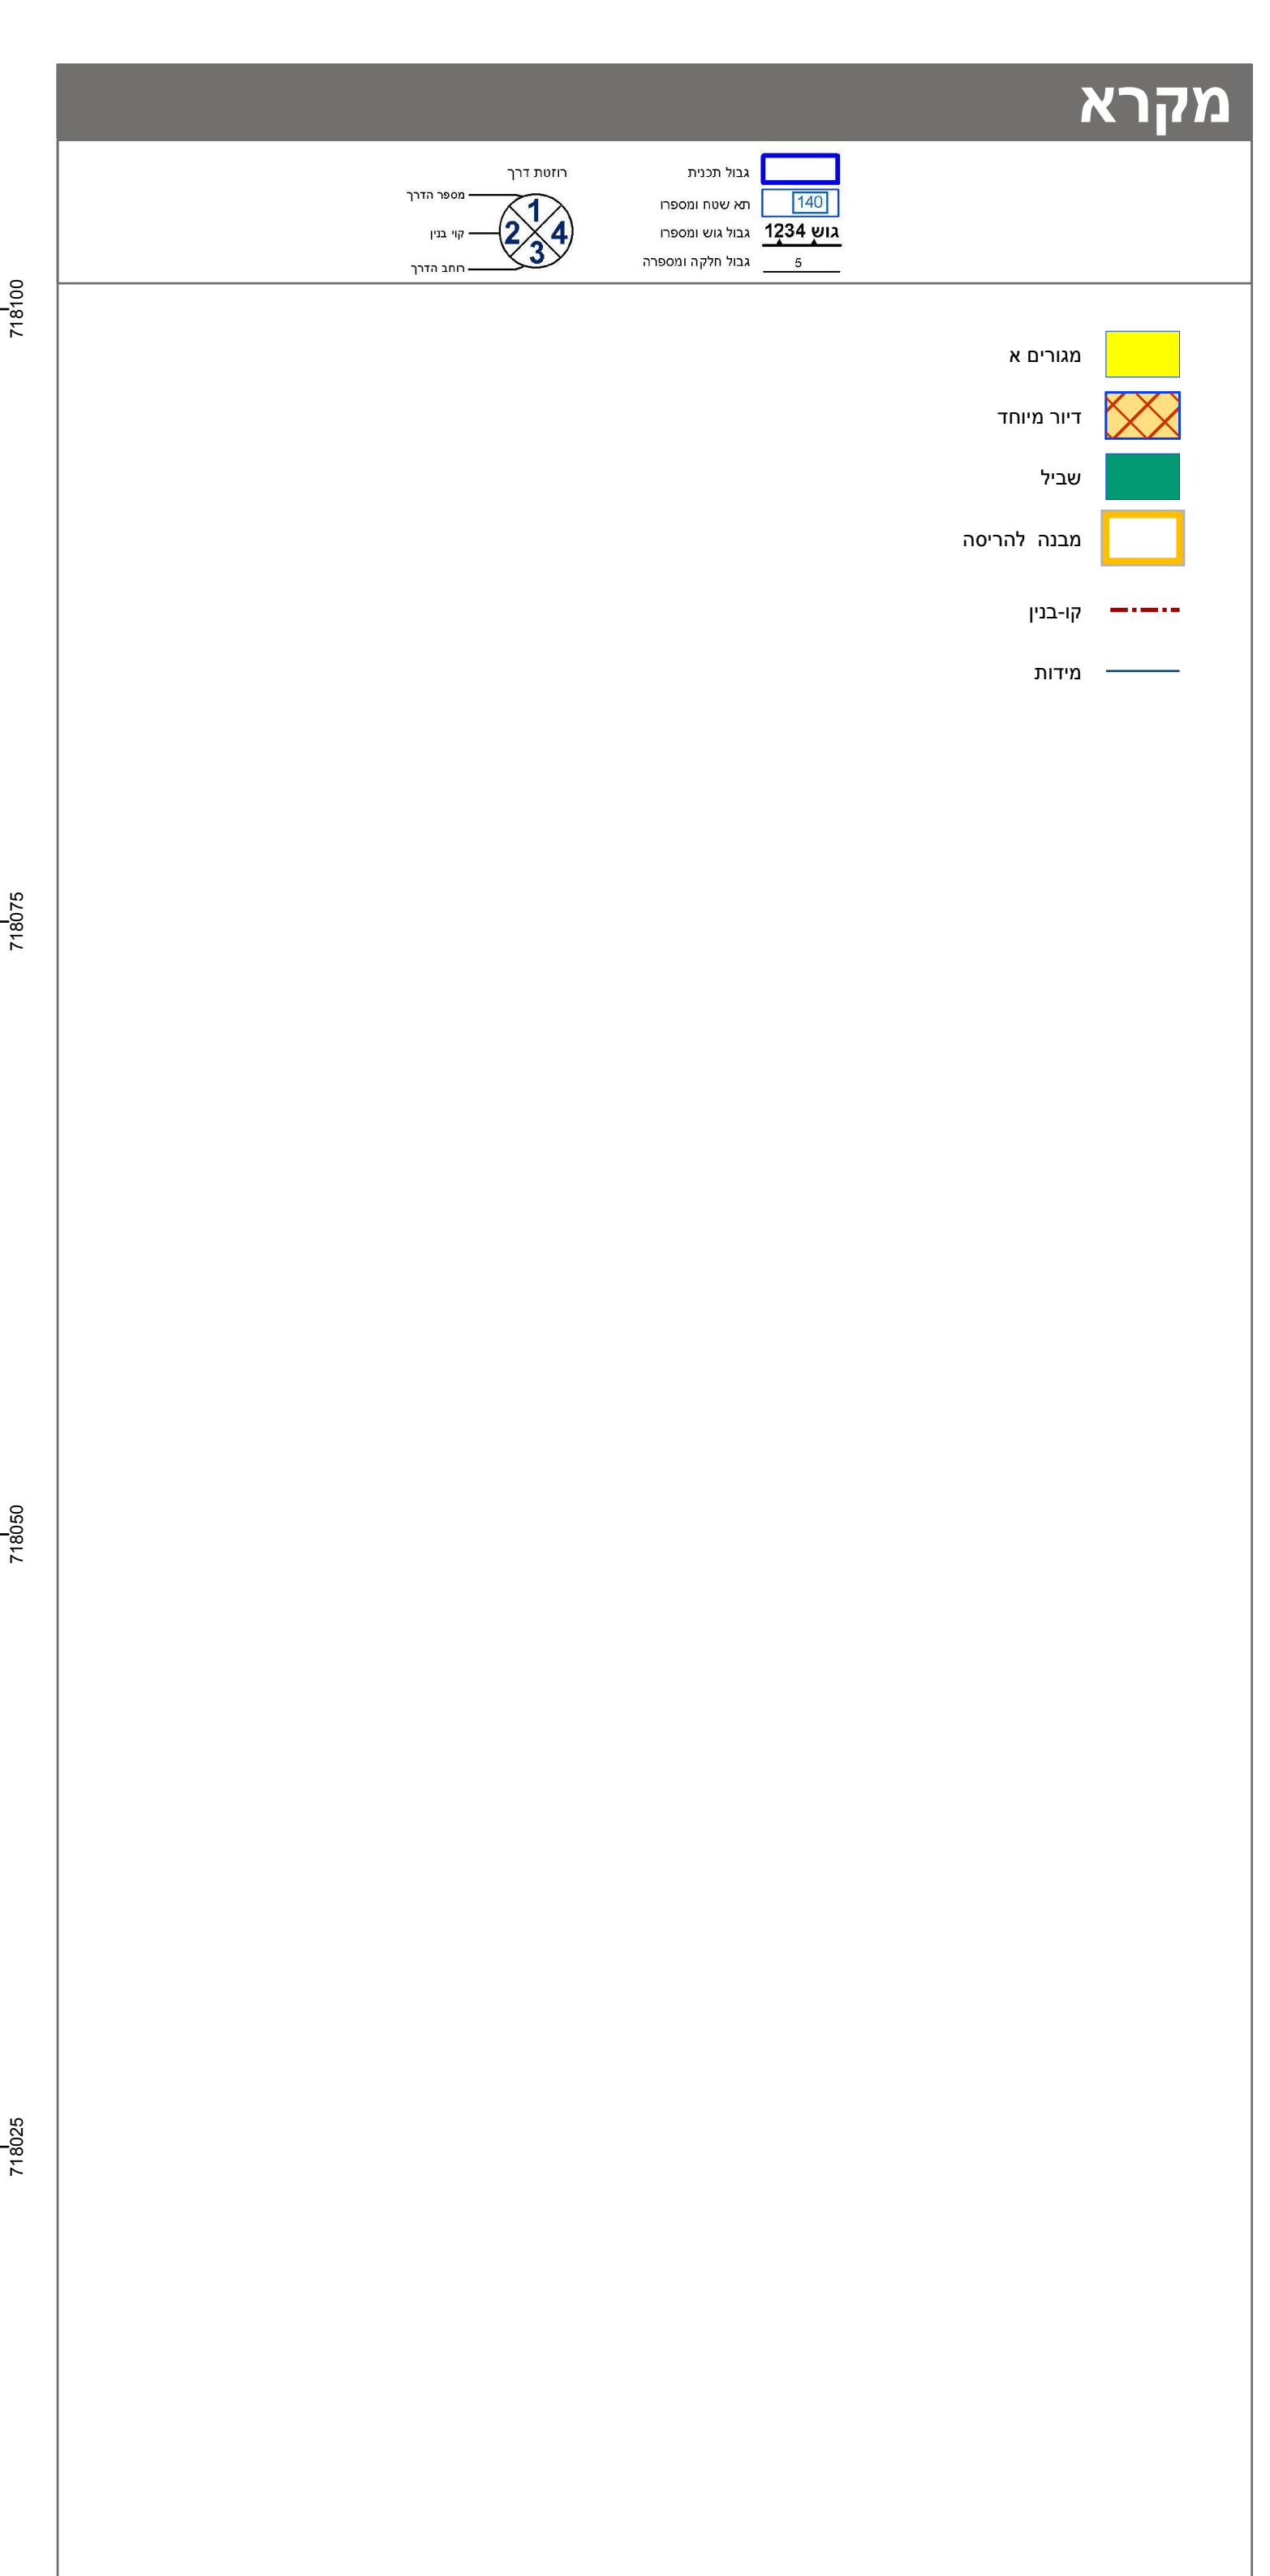 מקרא
גבול תכנית
תא שטח ומספרו
140
גבול גוש ומספרו
גוש 1234
גבול חלקה ומספרה
5
רוזטת דרך
מספר הדרך
קוי בנין
רוחב הדרך
1
2
4
3
מגורים א
דיור מיוחד
שביל
מבנה להריסה
קו-בנין
מידות
718100
718075
718050
718025